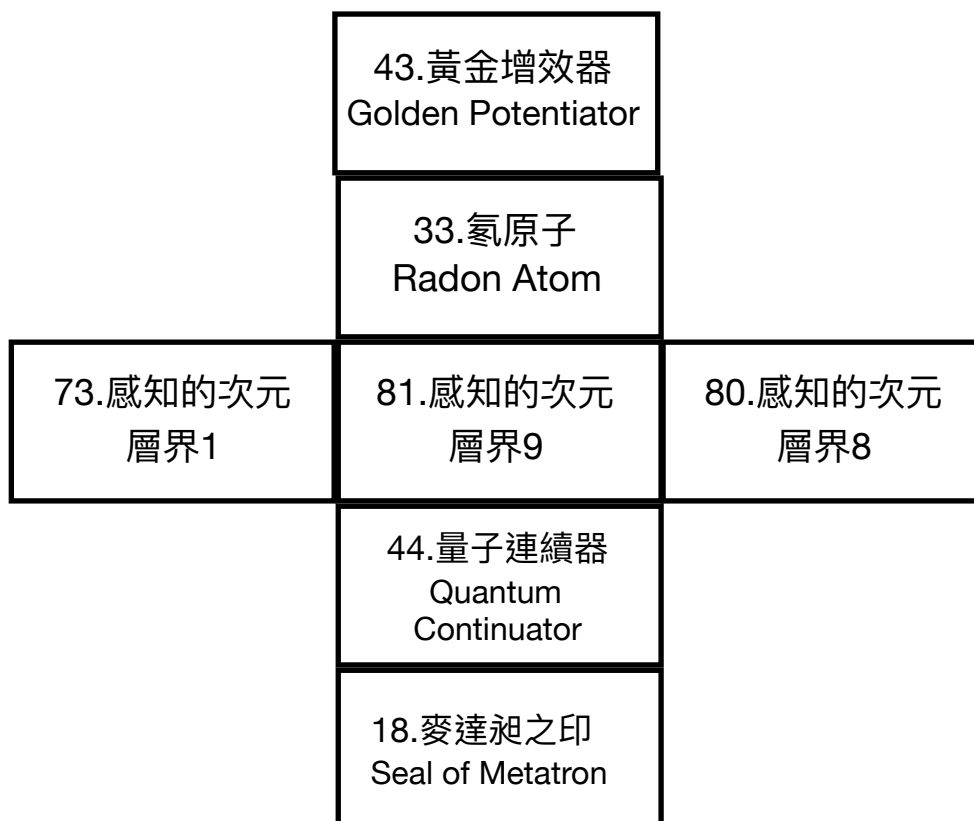 43.黃金增效器
Golden Potentiator
33.氡原子
Radon Atom
73.感知的次元
層界1
81.感知的次元
層界9
80.感知的次元
層界8
44.量子連續器
Quantum
Continuator
18.麥達昶之印
Seal of Metatron